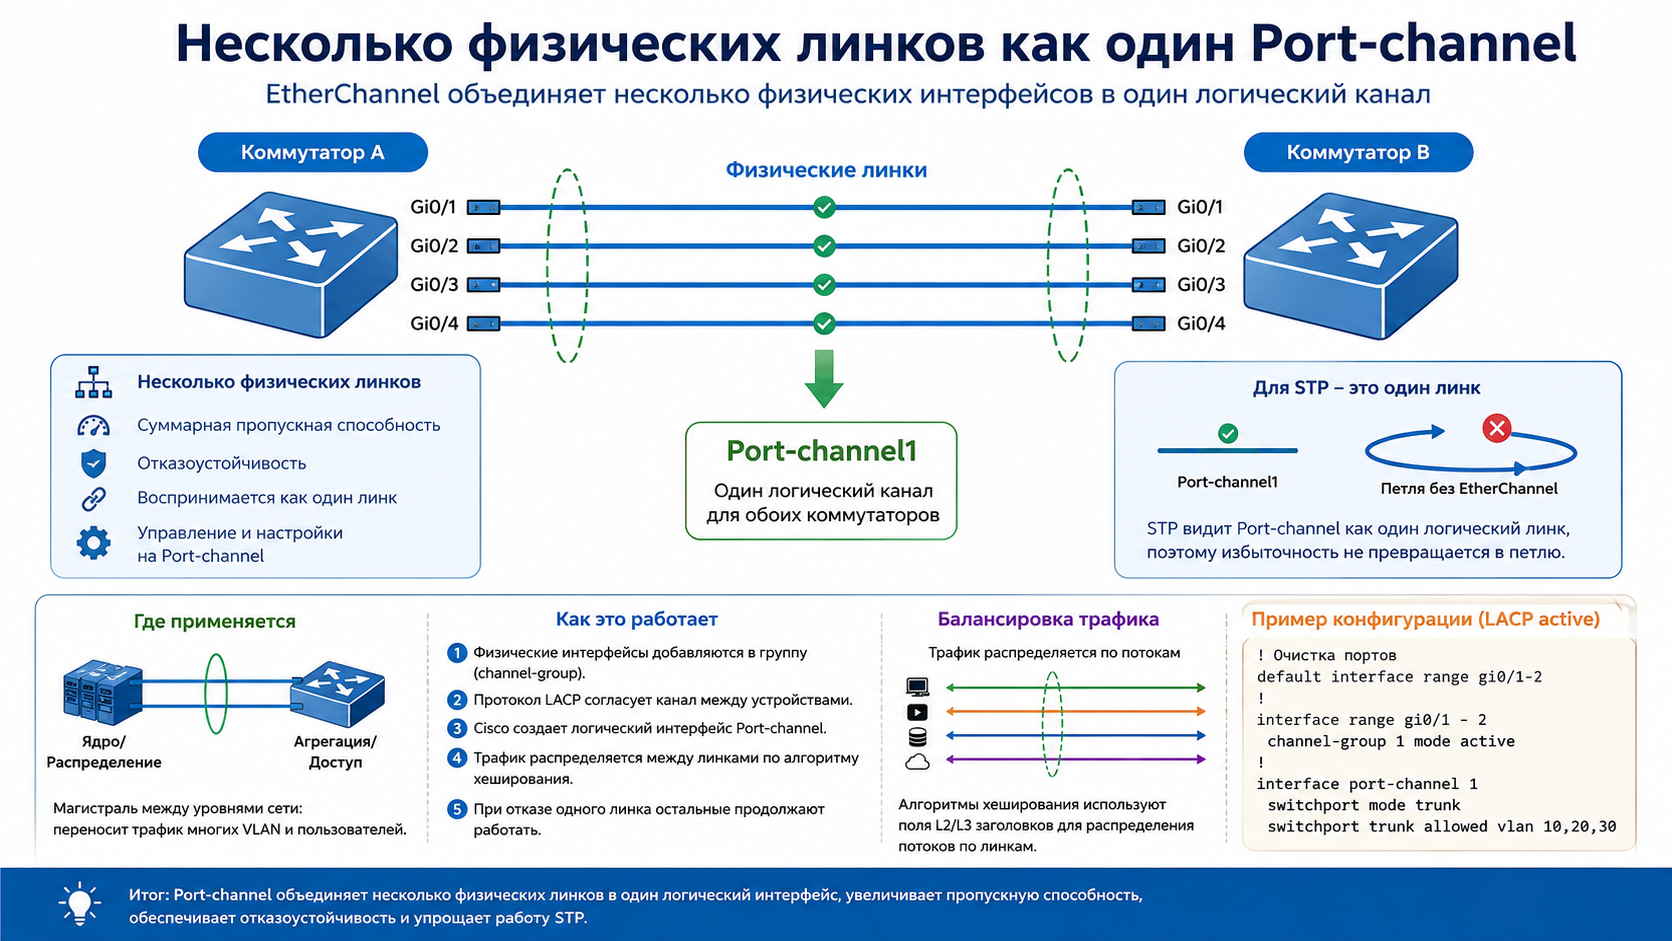 Несколько физических линков как один Port-channel
EtherChannel объединяет несколько физических интерфейсов в один логический канал
Коммутатор A
Коммутатор B
Физические линки
Gi0/1
Gi0/1
Gi0/2
Gi0/2
Gi0/3
Gi0/3
Gi0/4
Gi0/4
Несколько физических линков
Суммарная пропускная способность
Отказоустойчивость
Воспринимается как один линк
Управление и настройки
на Port-channel
Port-channel1
Один логический канал
для обоих коммутаторов
Для STP – это один линк
Port-channel1
Петля без EtherChannel
STP видит Port-channel как один логический линк,
поэтому избыточность не превращается в петлю.
Где применяется
Ядро/
Распределение
Агрегация/
Доступ
Магистраль между уровнями сети:
переносит трафик многих VLAN и пользователей.
Как это работает
1 Физические интерфейсы добавляются в группу
(channel-group).
2 Протокол LACP согласует канал между устройствами.
3 Cisco создает логический интерфейс Port-channel.
4 Трафик распределяется между линками по алгоритму
хеширования.
5 При отказе одного линка остальные продолжают
работать.
Балансировка трафика
Трафик распределяется по потокам
Алгоритмы хеширования используют
поля L2/L3 заголовков для распределения
потоков по линкам.
Пример конфигурации (LACP active)
! Очистка портов
default interface range gi0/1-2
!
interface range gi0/1 - 2
channel-group 1 mode active
!
interface port-channel 1
switchport mode trunk
switchport trunk allowed vlan 10,20,30
Итог: Port-channel объединяет несколько физических линков в один логический интерфейс, увеличивает пропускную способность,
обеспечивает отказоустойчивость и упрощает работу STP.